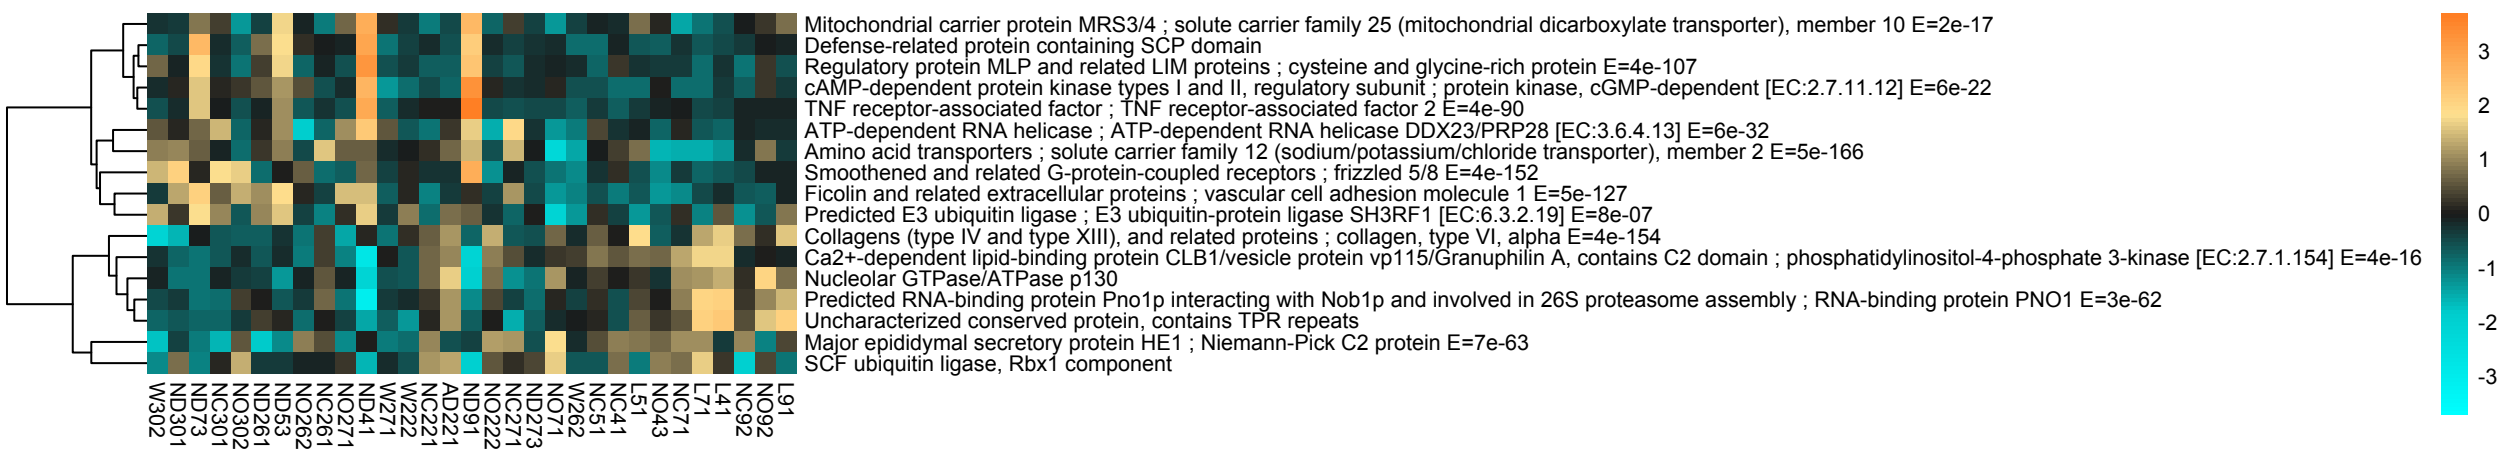 Mitochondrial carrier protein MRS3/4 ; solute carrier family 25 (mitochondrial dicarboxylate transporter), member 10 E=2e-17
Defense-related protein containing SCP domain
Regulatory protein MLP and related LIM proteins ; cysteine and glycine-rich protein E=4e-107
cAMP-dependent protein kinase types I and II, regulatory subunit ; protein kinase, cGMP-dependent [EC:2.7.11.12] E=6e-22
TNF receptor-associated factor ; TNF receptor-associated factor 2 E=4e-90
ATP-dependent RNA helicase ; ATP-dependent RNA helicase DDX23/PRP28 [EC:3.6.4.13] E=6e-32
Amino acid transporters ; solute carrier family 12 (sodium/potassium/chloride transporter), member 2 E=5e-166
Smoothened and related G-protein-coupled receptors ; frizzled 5/8 E=4e-152
Ficolin and related extracellular proteins ; vascular cell adhesion molecule 1 E=5e-127
Predicted E3 ubiquitin ligase ; E3 ubiquitin-protein ligase SH3RF1 [EC:6.3.2.19] E=8e-07
Collagens (type IV and type XIII), and related proteins ; collagen, type VI, alpha E=4e-154
Ca2+-dependent lipid-binding protein CLB1/vesicle protein vp115/Granuphilin A, contains C2 domain ; phosphatidylinositol-4-phosphate 3-kinase [EC:2.7.1.154] E=4e-16
Nucleolar GTPase/ATPase p130
Predicted RNA-binding protein Pno1p interacting with Nob1p and involved in 26S proteasome assembly ; RNA-binding protein PNO1 E=3e-62
Uncharacterized conserved protein, contains TPR repeats
Major epididymal secretory protein HE1 ; Niemann-Pick C2 protein E=7e-63
SCF ubiquitin ligase, Rbx1 component
W302
ND301
ND73
NC301
NO302
ND261
ND53
NO262
NC261
NO271
ND41
W271
W222
NC221
AD221
ND91
NO222
NC271
ND273
NO71
W262
NC51
NC41
L51
NO43
NC71
L71
L41
NC92
NO92
L91
3
2
1
0
-1
-2
-3